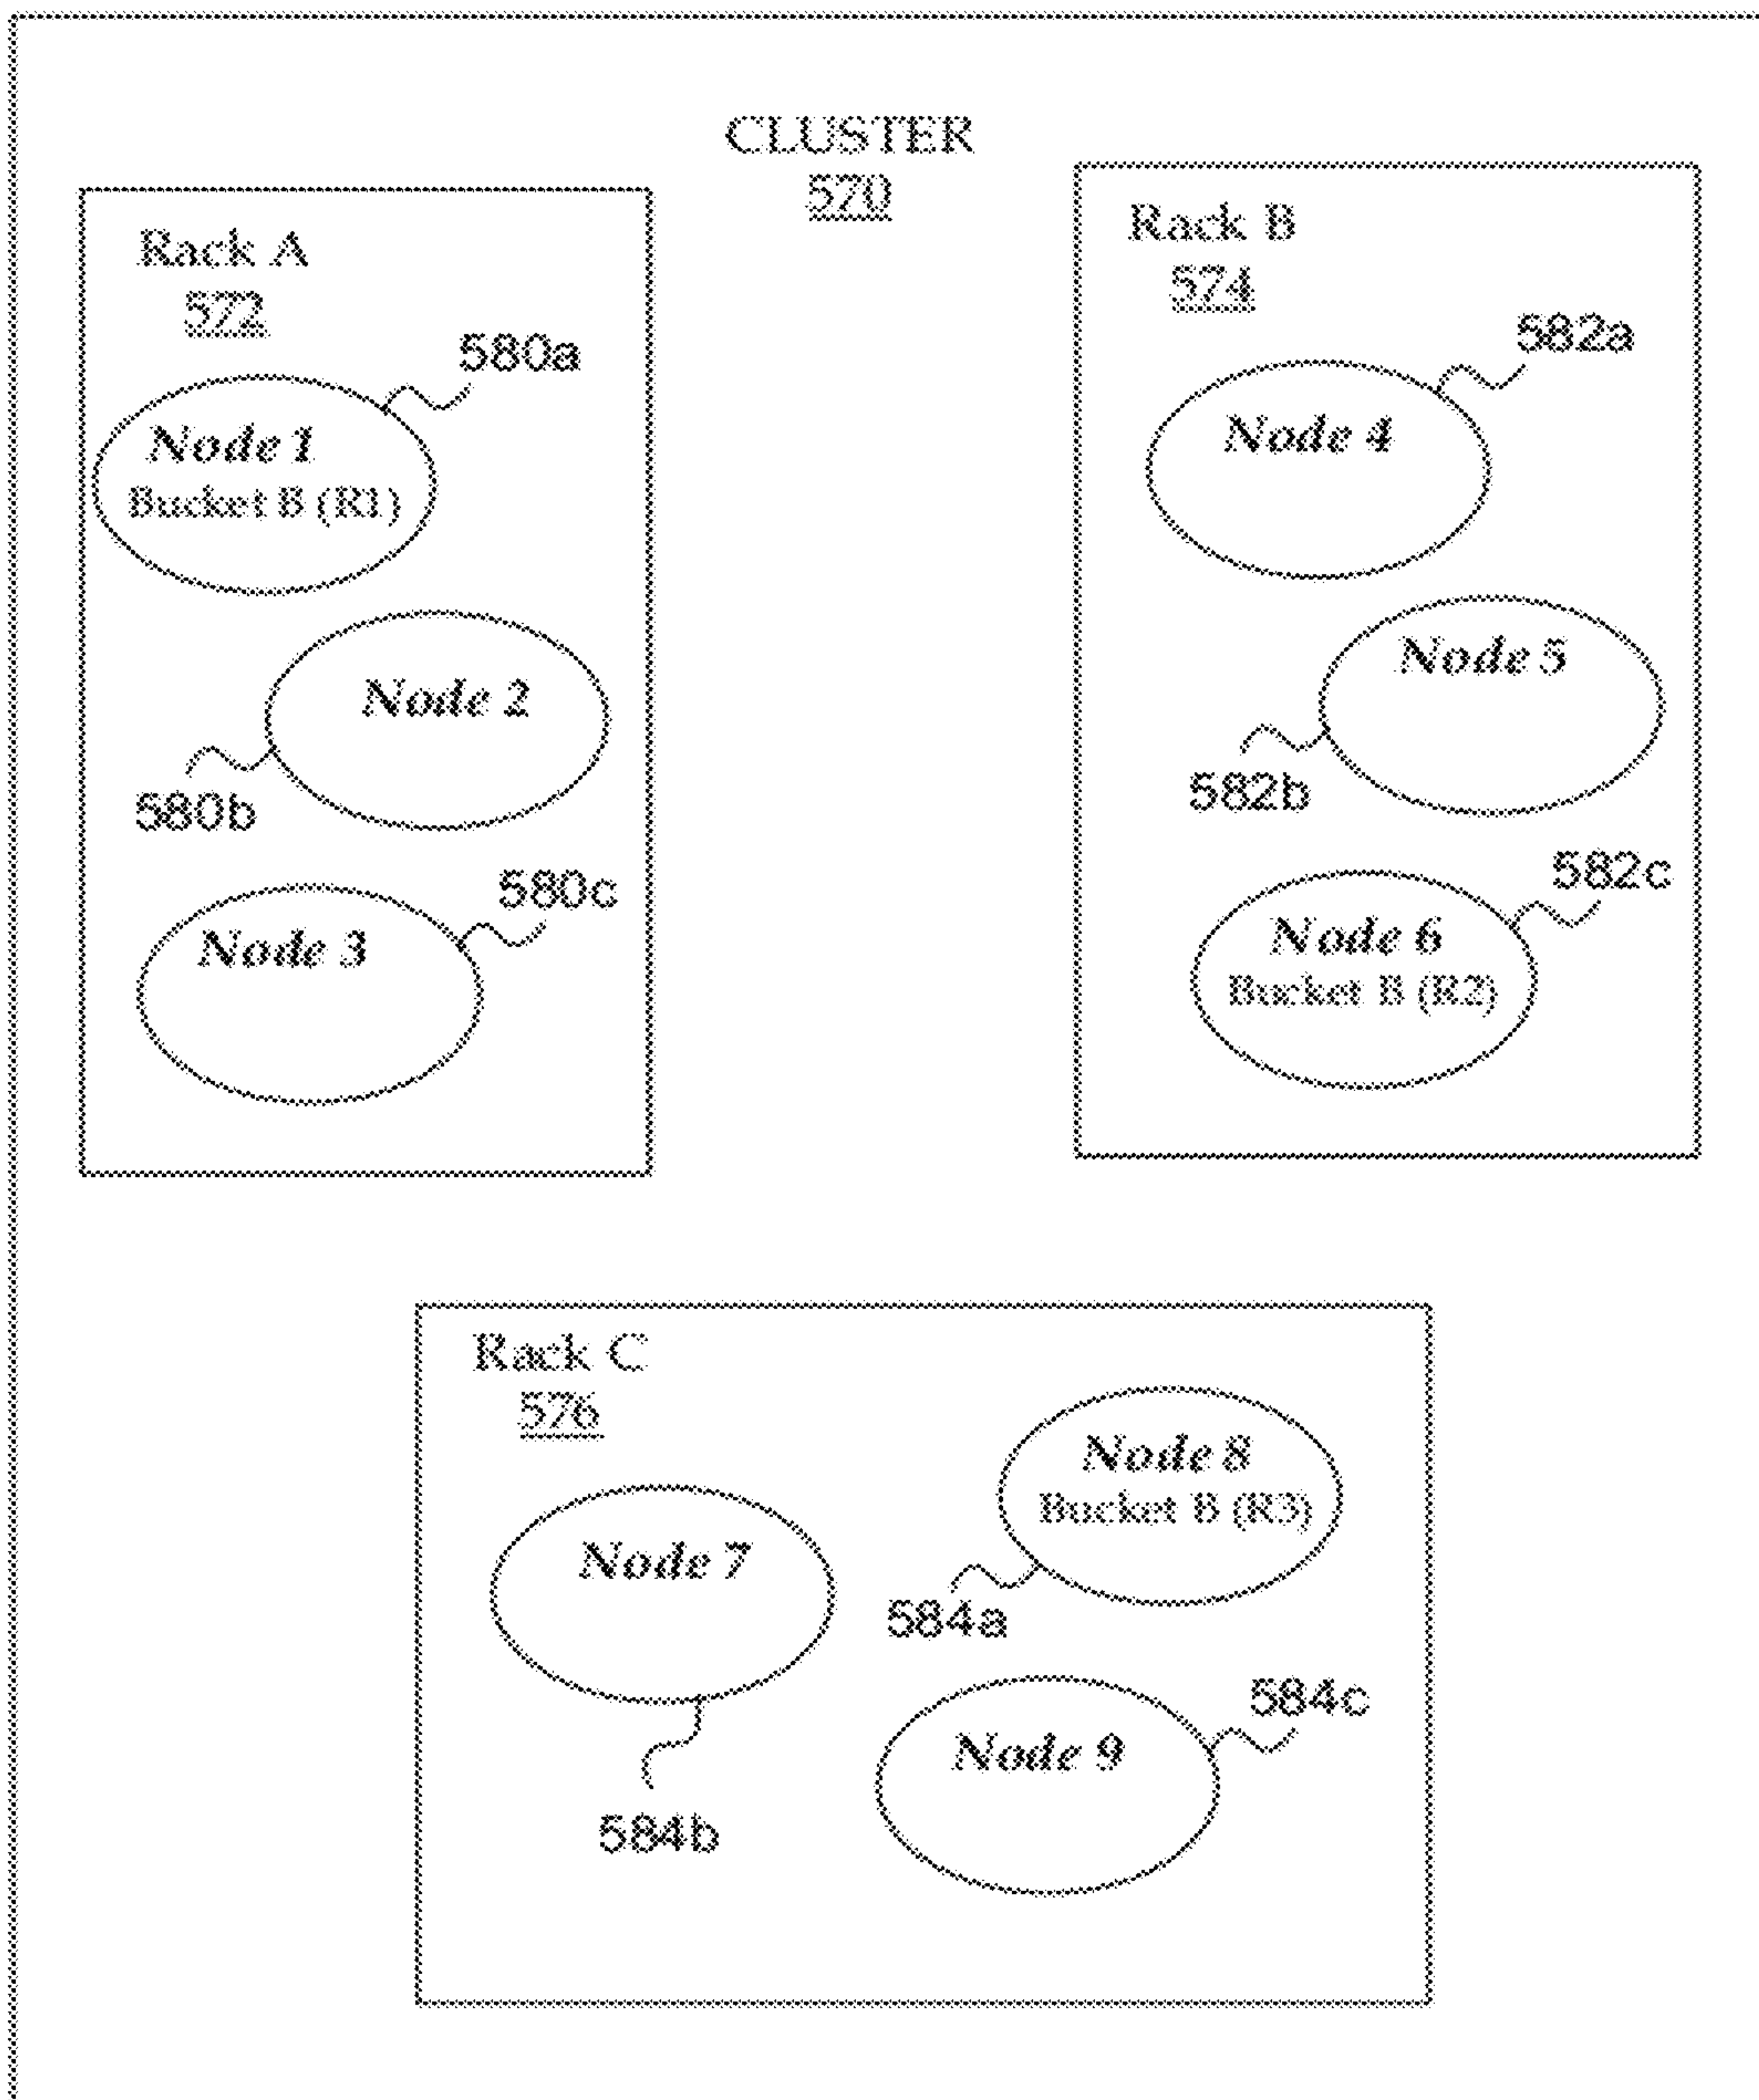 CLUSTER
570
Rack A
572
580a
Node 1
Bucket B (R1)
Node 2
580b
580c
Node 3
Rack B
574
582a
Node 4
Node 5
582b
582c
Node 6
Bucket B (R2)
Rack C
576
Node 8
Bucket B (R3)
Node 7
584a
584c
Node 9
584b